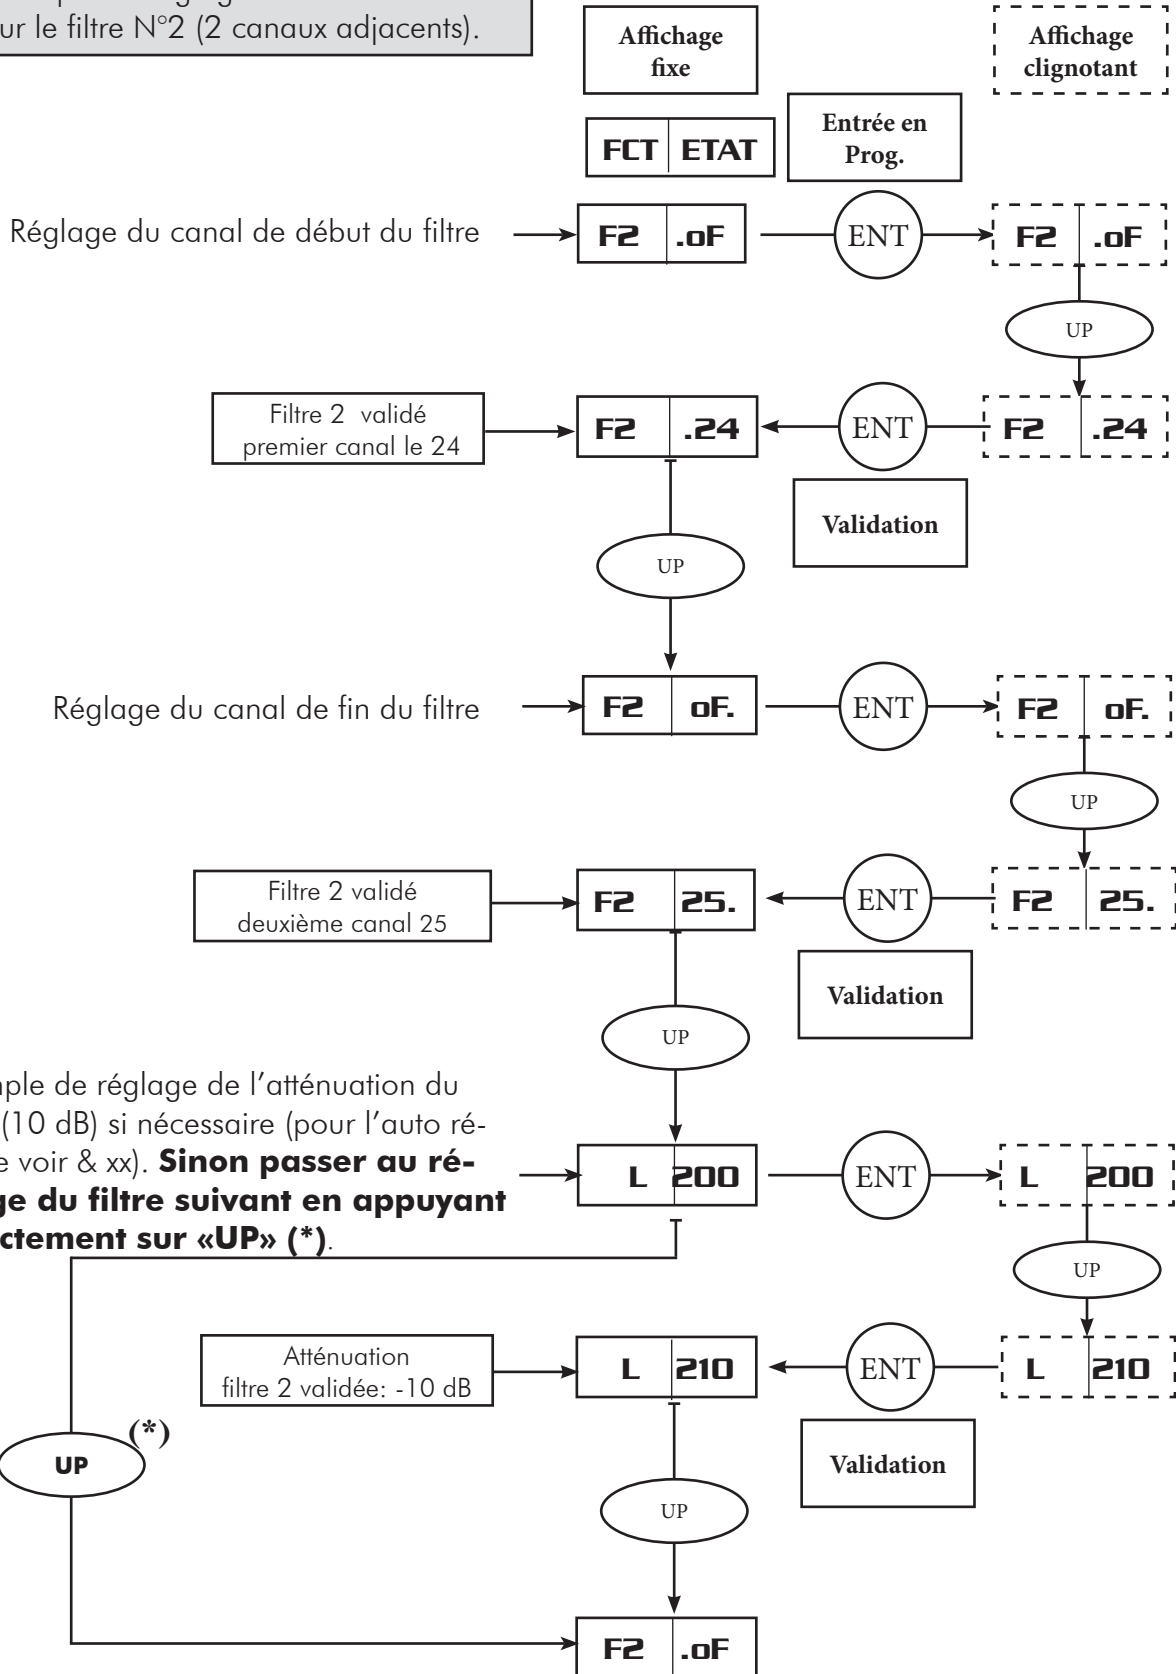 ur le filtre N°2 (2 canaux adjacents).
Affichage
fixe
Affichage
clignotant
FCT ETAT
Entrée en
Prog.
Réglage du canal de début du filtre
F2 .oF
ENT
F2 .oF
UP
Filtre 2 validé
premier canal le 24
F2 .24
ENT
F2 .24
Validation
UP
Réglage du canal de fin du filtre
F2 oF.
ENT
F2 oF.
UP
Filtre 2 validé
deuxième canal 25
F2 25.
ENT
F2 25.
Validation
UP
nple de réglage de l'atténuation du
(10 dB) si nécessaire (pour l'auto ré-
e voir & xx). Sinon passer au ré-
ge du filtre suivant en appuyant
ctement sur «UP» (*).
L 200
ENT
L 200
UP
Atténuation
filtre 2 validée: -10 dB
L 210
ENT
L 210
Validation
(*)
UP
UP
F2 .oF